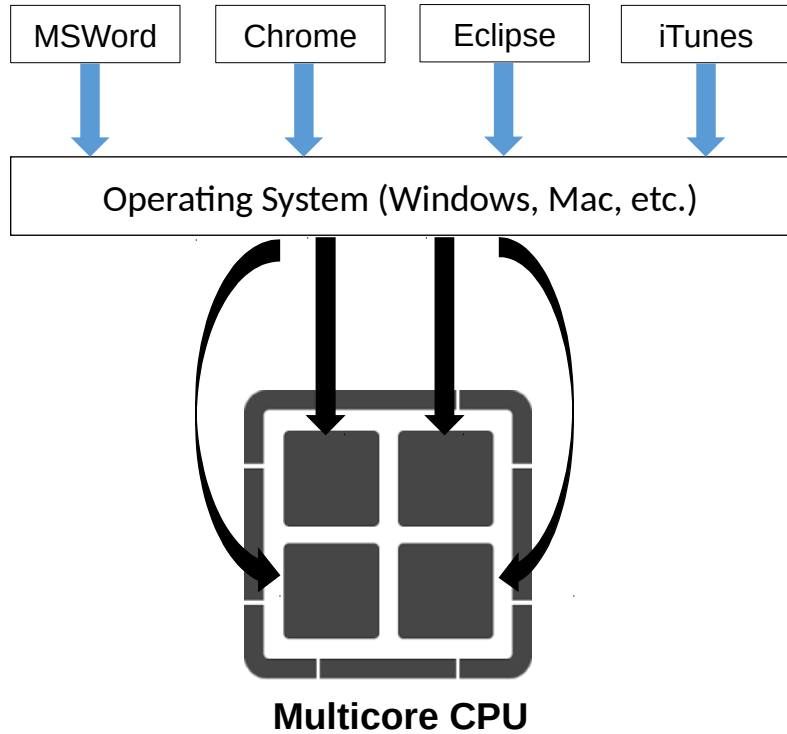 MSWord
Chrome
Eclipse
iTunes
Operating System (Windows, Mac, etc.)
Multicore CPU